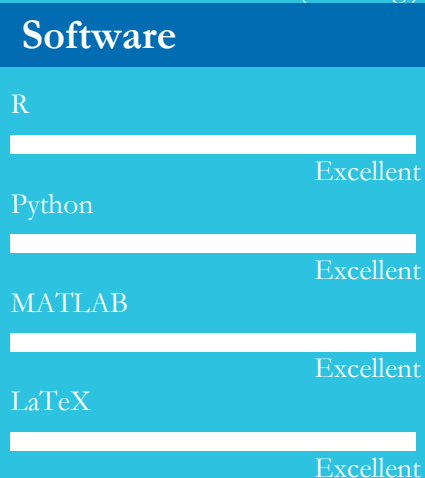 Software
R
Excellent
Python
Excellent
MATLAB
Excellent
LaTeX
Excellent